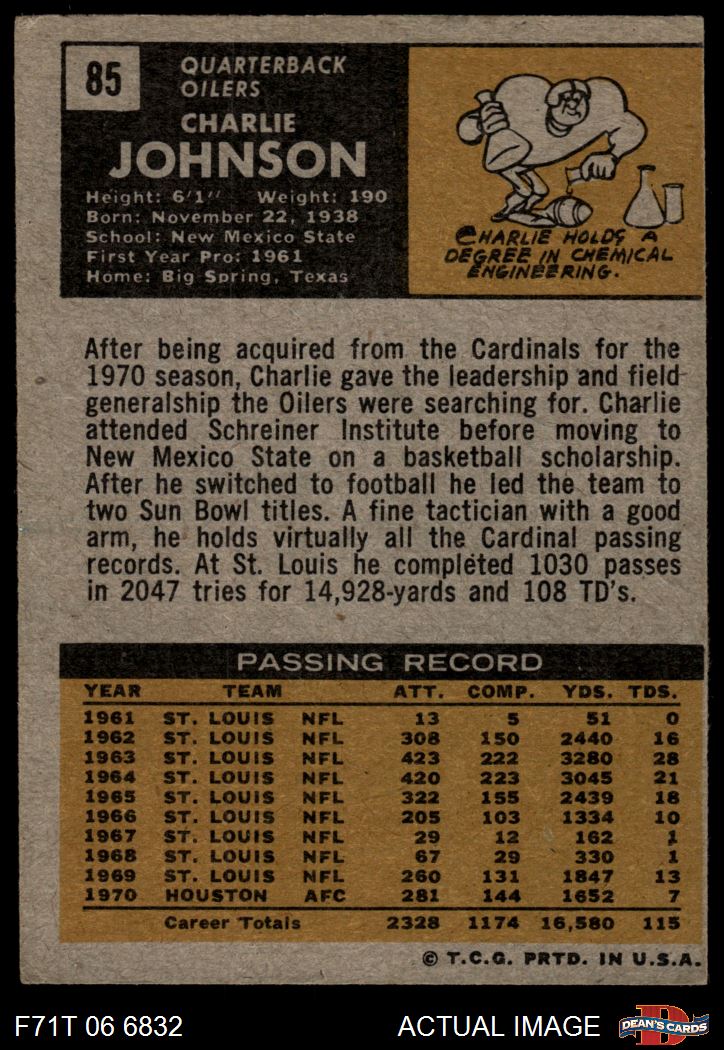 85
QUARTERBACK
OILERS
CHARLIE
JOHNSON
Height: 6'1" Weight: 190
Born: November 22, 1938
School: New Mexico State
First Year Pro: 1961
Home: Big Spring, Texas
CHARLIE HOLDS A
DEGREE IN CHEMICAL
ENGINEERING.
After being acquired from the Cardinals for the
1970 season, Charlie gave the leadership and field
generalship the Oilers were searching for. Charlie
attended Schreiner Institute before moving to
New Mexico State on a basketball scholarship.
After he switched to football he led the team to
two Sun Bowl titles. A fine tactician with a good
arm, he holds virtually all the Cardinal passing
records. At St. Louis he completed 1030 passes
in 2047 tries for 14,928-yards and 108 TD's.
PASSING RECORD
YEAR TEAM ATT. COMP. YDS. TDS.
1961 ST. LOUIS NFL 13 5 51 0
1962 ST. LOUIS NFL 308 150 2440 16
1963 ST. LOUIS NFL 423 222 3280 28
1964 ST. LOUIS NFL 420 223 3045 21
1965 ST. LOUIS NFL 322 155 2439 18
1966 ST. LOUIS NFL 205 103 1334 10
1967 ST. LOUIS NFL 29 12 162 1
1968 ST. LOUIS NFL 67 29 330 1
1969 ST. LOUIS NFL 260 131 1847 13
1970 HOUSTON AFC 281 144 1652 7
Career Totals 2328 1174 16,580 115
© T.C.G. PRTD. IN U.S.A.
F71T 06 6832 ACTUAL IMAGE
D
DEAN'S CARDS